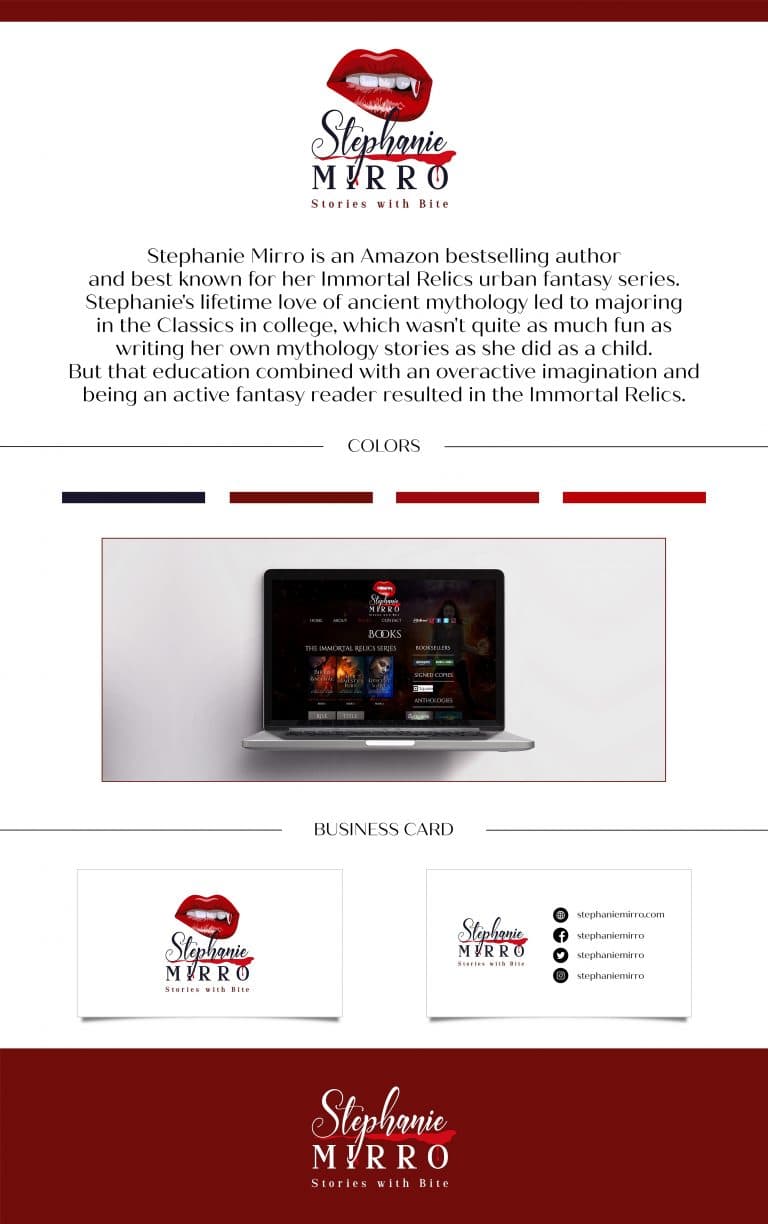 Stephanie
MIRRO
Stories with Bite
Stephanie Mirro is an Amazon bestselling author
and best known for her Immortal Relics urban fantasy series.
Stephanie's lifetime love of ancient mythology led to majoring
in the Classics in college, which wasn't quite as much fun as
writing her own mythology stories as she did as a child.
But that education combined with an overactive imagination and
being an active fantasy reader resulted in the Immortal Relics.
COLORS
Stephanie
MIRRO
HOME ABOUT BOOKS CONTACT
BOOKS
THE IMMORTAL RELICS SERIES
BOOKSELLERS
SIGNED COPIES
Square
ANTHOLOGIES
RISE TITLE
BUSINESS CARD
Stephanie
MIRRO
Stories with Bite
Stephanie
MIRRO
Stories with Bite
stephaniemirro.com
stephaniemirro
stephaniemirro
stephaniemirro
Stephanie
MIRRO
Stories with Bite